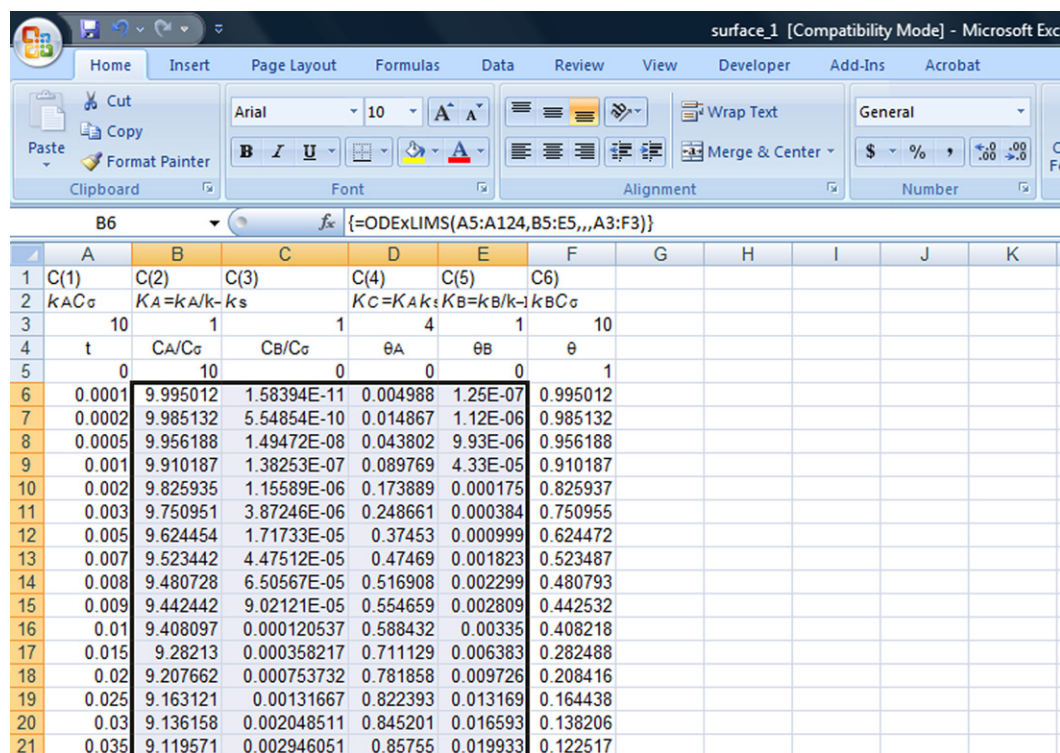 surface_1 [Compatibility Mode] - Microsoft Exc
Home Insert Page Layout Formulas Data Review View Developer Add-Ins Acrobat
Paste
Cut
Copy
Format Painter
Arial 10 A A
B I U A
Wrap Text
Merge & Center
General
$ % , .0 .00 .00 .0
Clipboard Font Alignment Number
B6 fx {=ODExLIMS(A5:A124,B5:E5,,,A3:F3)}
A B C D E F G H I J K
1 C(1) C(2) C(3) C(4) C(5) C6)
2 kACσ KA=kA/k– ks KC=KAks KB=kB/k–1 kBCσ
3 10 1 1 4 1 10
4 t CA/Cσ CB/Cσ θA θB θ
5 0 10 0 0 0 1
6 0.0001 9.995012 1.58394E-11 0.004988 1.25E-07 0.995012
7 0.0002 9.985132 5.54854E-10 0.014867 1.12E-06 0.985132
8 0.0005 9.956188 1.49472E-08 0.043802 9.93E-06 0.956188
9 0.001 9.910187 1.38253E-07 0.089769 4.33E-05 0.910187
10 0.002 9.825935 1.15589E-06 0.173889 0.000175 0.825937
11 0.003 9.750951 3.87246E-06 0.248661 0.000384 0.750955
12 0.005 9.624454 1.71733E-05 0.37453 0.000999 0.624472
13 0.007 9.523442 4.47512E-05 0.47469 0.001823 0.523487
14 0.008 9.480728 6.50567E-05 0.516908 0.002299 0.480793
15 0.009 9.442442 9.02121E-05 0.554659 0.002809 0.442532
16 0.01 9.408097 0.000120537 0.588432 0.00335 0.408218
17 0.015 9.28213 0.000358217 0.711129 0.006383 0.282488
18 0.02 9.207662 0.000753732 0.781858 0.009726 0.208416
19 0.025 9.163121 0.00131667 0.822393 0.013169 0.164438
20 0.03 9.136158 0.002048511 0.845201 0.016593 0.138206
21 0.035 9.119571 0.002946051 0.85755 0.019933 0.122517